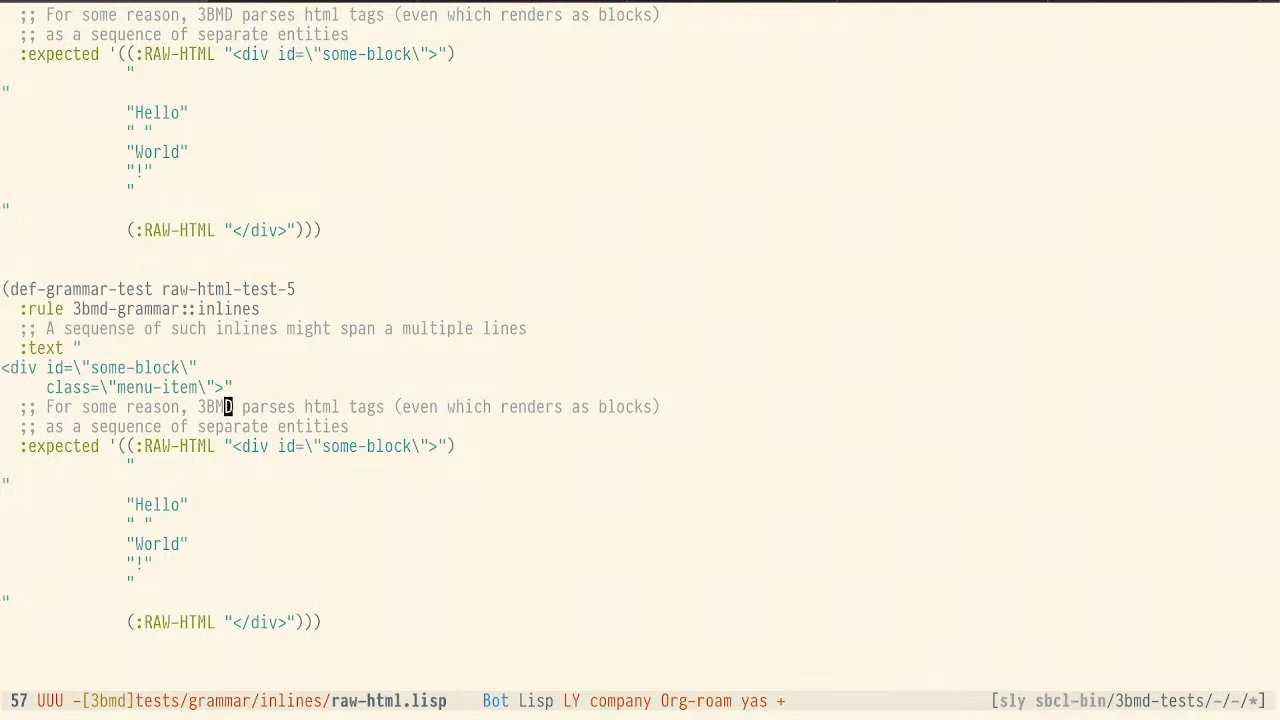 ;; For some reason, 3BMD parses html tags (even which renders as blocks)
  ;; as a sequence of separate entities
  :expected '((:RAW-HTML "<div id=\"some-block\">")
              "
"
              "Hello"
              " "
              "World"
              "!"
              "
"
              (:RAW-HTML "</div>")))
(def-grammar-test raw-html-test-5
  :rule 3bmd-grammar::inlines
  ;; A sequense of such inlines might span a multiple lines
  :text "
<div id=\"some-block\"
     class=\"menu-item\">"
  ;; For some reason, 3BMD parses html tags (even which renders as blocks)
  ;; as a sequence of separate entities
  :expected '((:RAW-HTML "<div id=\"some-block\">")
              "
"
              "Hello"
              " "
              "World"
              "!"
              "
"
              (:RAW-HTML "</div>")))
57 UUU -[3bmd]tests/grammar/inlines/raw-html.lisp    Bot Lisp LY company Org-roam yas +    [sly sbcl-bin/3bmd-tests/-/-/*]